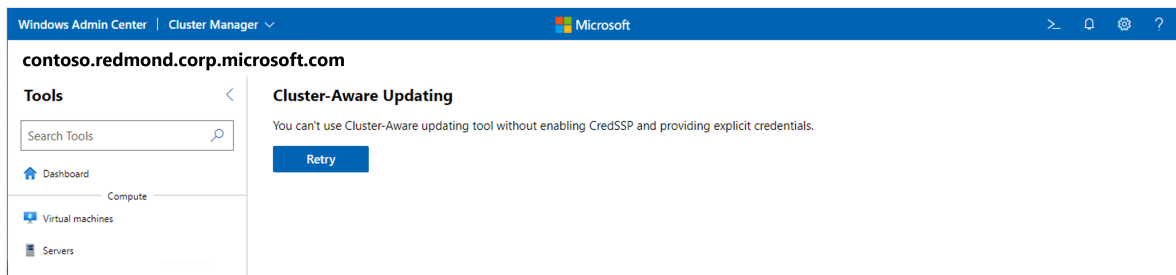 Windows Admin Center | Cluster Manager
Microsoft
>_
?
contoso.redmond.corp.microsoft.com
Tools
Search Tools
Dashboard
Compute
Virtual machines
Servers
Cluster-Aware Updating
You can't use Cluster-Aware updating tool without enabling CredSSP and providing explicit credentials.
Retry